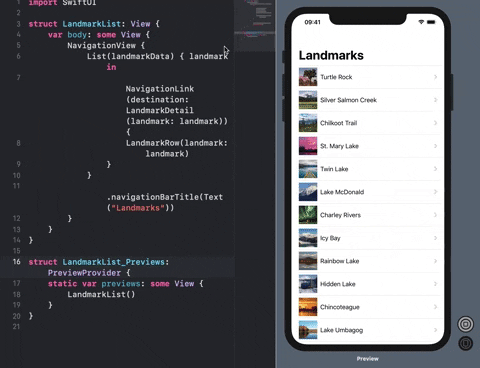 1 import SwiftUI
2
3 struct LandmarkList: View {
4 var body: some View {
5 NavigationView {
6 List(landmarkData) { landmark
in
7
NavigationLink
(destination:
LandmarkDetail
(landmark: landmark))
{
8 LandmarkRow(landmark:
landmark)
9 }
10 }
11
.navigationBarTitle(Text
("Landmarks"))
12 }
13 }
14 }
15
16 struct LandmarkList_Previews:
PreviewProvider {
17 static var previews: some View {
18 LandmarkList()
19 }
20 }
21
09:41
Landmarks
Turtle Rock
Silver Salmon Creek
Chilkoot Trail
St. Mary Lake
Twin Lake
Lake McDonald
Charley Rivers
Icy Bay
Rainbow Lake
Hidden Lake
Chincoteague
Lake Umbagog
Preview